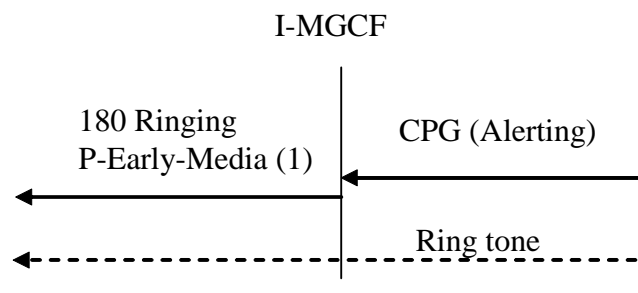 I-MGCF
180 Ringing
P-Early-Media (1)
CPG (Alerting)
Ring tone